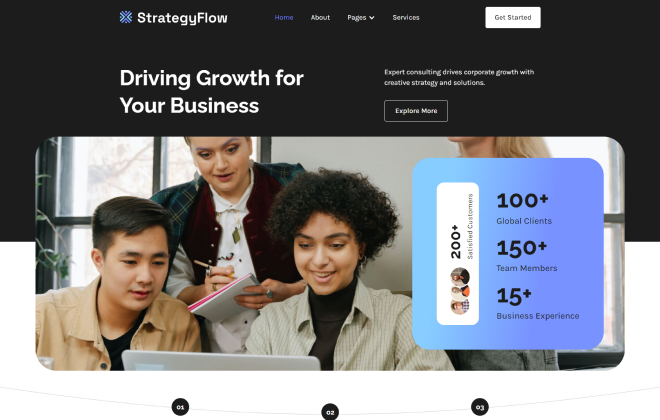 StrategyFlow
Home
About
Pages
Services
Get Started
Driving Growth for
Your Business
Expert consulting drives corporate growth with
creative strategy and solutions.
Explore More
200+
Satisfied Customers
100+
Global Clients
150+
Team Members
15+
Business Experience
01
02
03